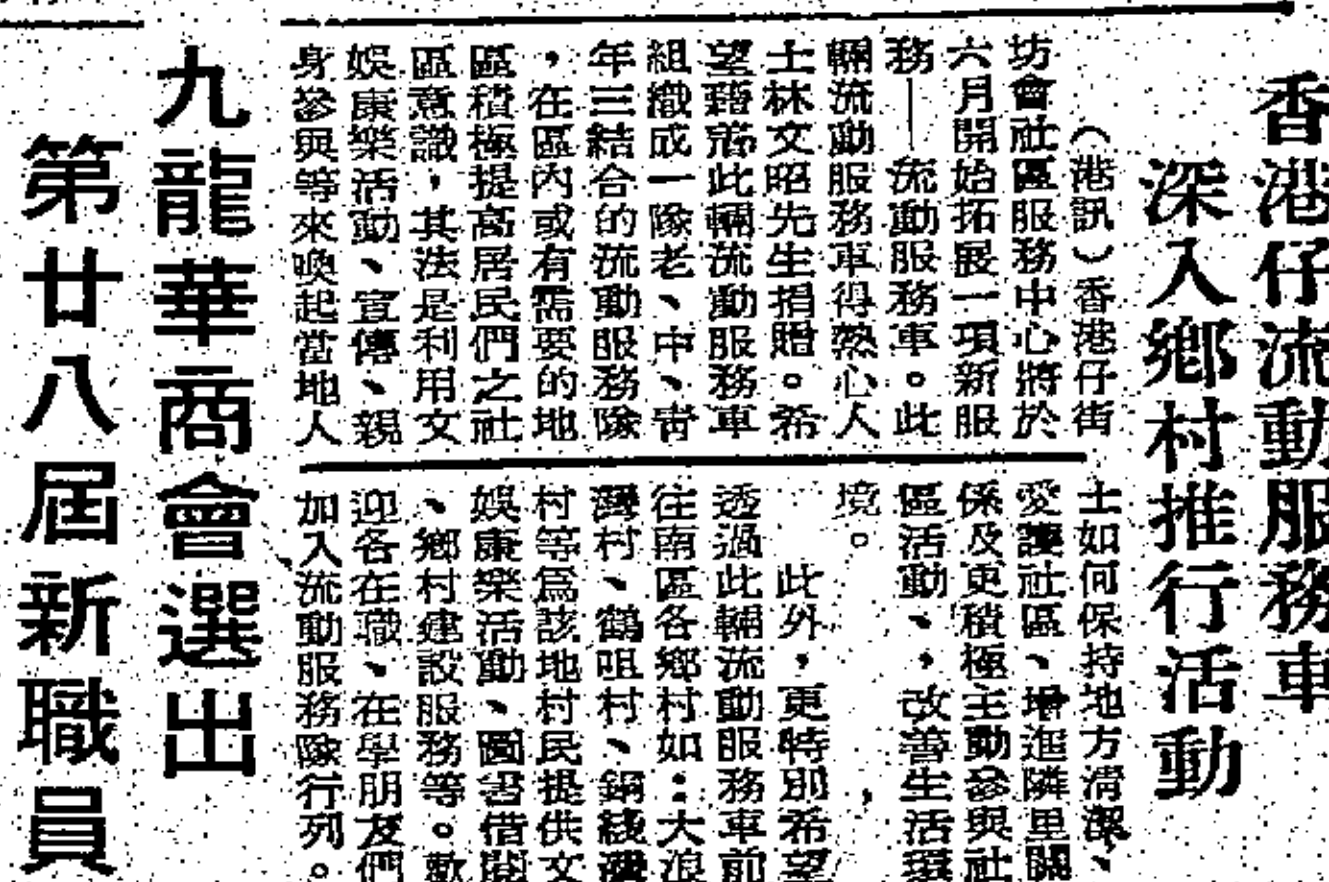 香港仔流動服務車
深入鄉村推行活動
（港訊）香港仔街
坊會社區服務中心將於
六月開始拓展一項新服
務——流動服務車。此
輛流動服務車得熱心人
士林文昭先生捐贈。希
望藉着此輛流動服務車
組織成一隊老、中、靑
年三結合的流動服務隊
，在區內或有需要的地
區積極提高居民們之社
區意識，其法是利用文
娛康樂活動、宣傳、親
身參與等來喚起當地人
士如何保持地方淸潔、
愛護社區、增進隣里關
係及更積極主動參與社
區活動、，改善生活環
境。
此外，更特別希望
透過此輛流動服務車前
往南區各鄉村如：大浪
灣村、鶴咀村、銅綫灣
村等爲該地村民提供文
娛康樂活動、圖書借閱
、鄉村建設服務等。歡
迎各在職、在學朋友們
加入流動服務隊行列。
九龍華商會選出
第廿八屆新職員